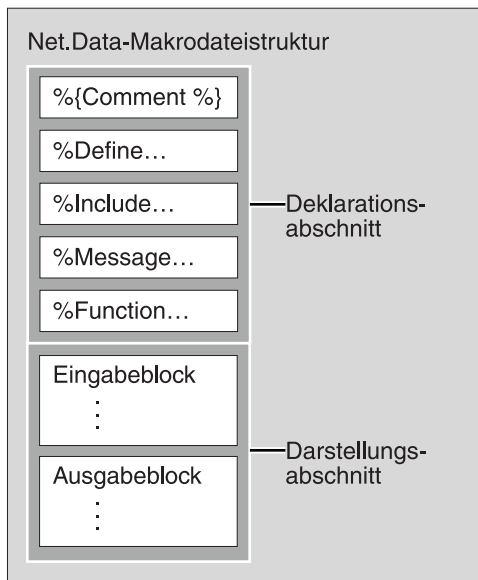 Net.Data-Makrodateistruktur
%{Comment %}
%Define…
%Include…
%Message…
%Function…
Deklarations-
abschnitt
Eingabeblock
⋮
Ausgabeblock
⋮
Darstellungs-
abschnitt